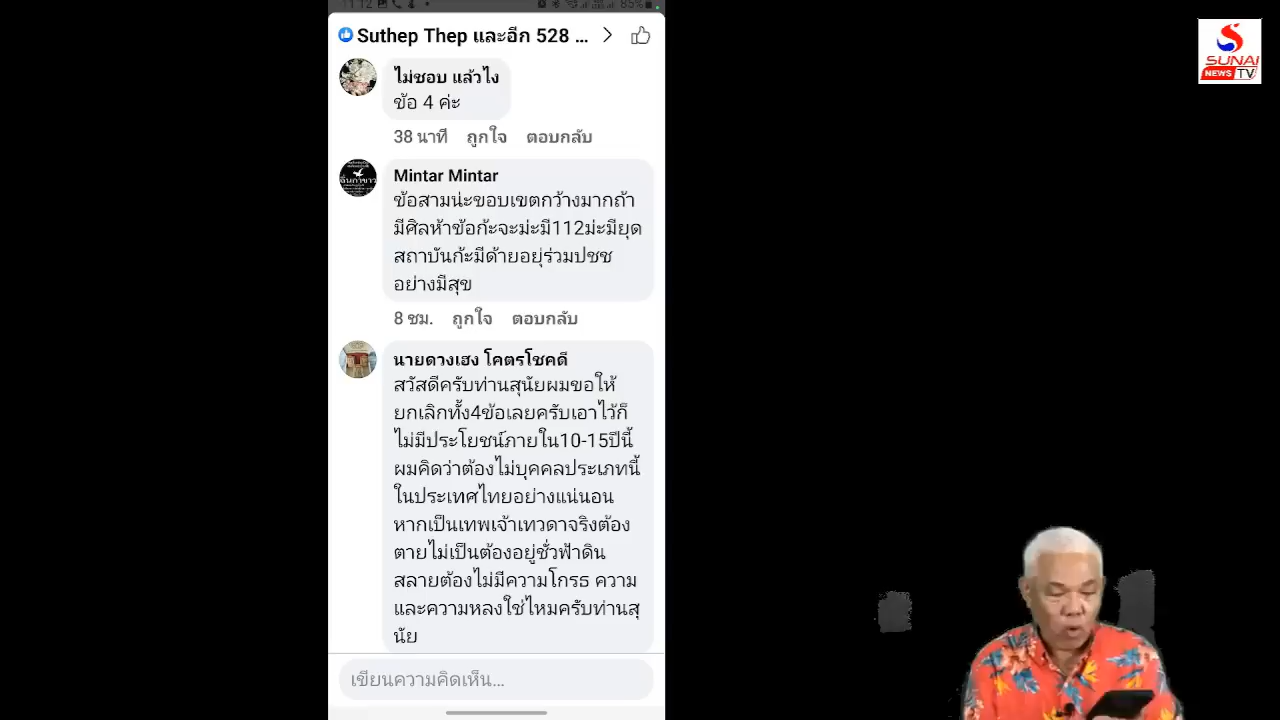 11:12
85%
Suthep Thep และอีก 528 ...
SUNAI
NEWS TV
ไม่ชอบ แล้วไง
ข้อ 4 ค่ะ
38 นาที ถูกใจ ตอบกลับ
Mintar Mintar
ข้อสามน่ะขอบเขตกว้างมากถ้า
มีศิลห้าข้อก้ะจะม่ะมี112ม่ะมียุด
สถาบันก้ะมีด้ายอยุ่ร่วมปชช
อย่างมีสุข
8 ชม. ถูกใจ ตอบกลับ
นายดวงเฮง โคตรโชคดี
สวัสดีครับท่านสุนัยผมขอให้
ยกเลิกทั้ง4ข้อเลยครับเอาไว้ก็
ไม่มีประโยชน์ภายใน10-15ปีนี้
ผมคิดว่าต้องไม่บุคคลประเภทนี้
ในประเทศไทยอย่างแน่นอน
หากเป็นเทพเจ้าเทวดาจริงต้อง
ตายไม่เป็นต้องอยู่ชั่วฟ้าดิน
สลายต้องไม่มีความโกรธ ความ
และความหลงใช่ไหมครับท่านสุ
นัย
เขียนความคิดเห็น...